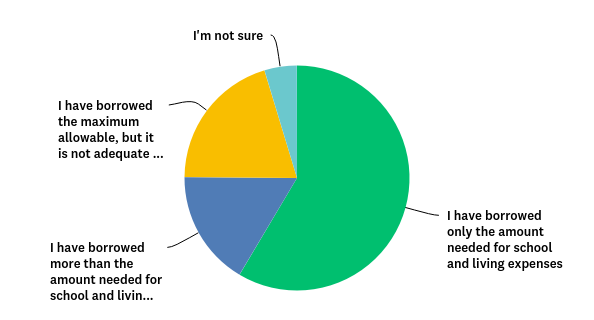 I'm not sure
I have borrowed
the maximum
allowable, but it
is not adequate ...
I have borrowed
only the amount
needed for school
and living expenses
I have borrowed
more than the
amount needed for
school and livin...